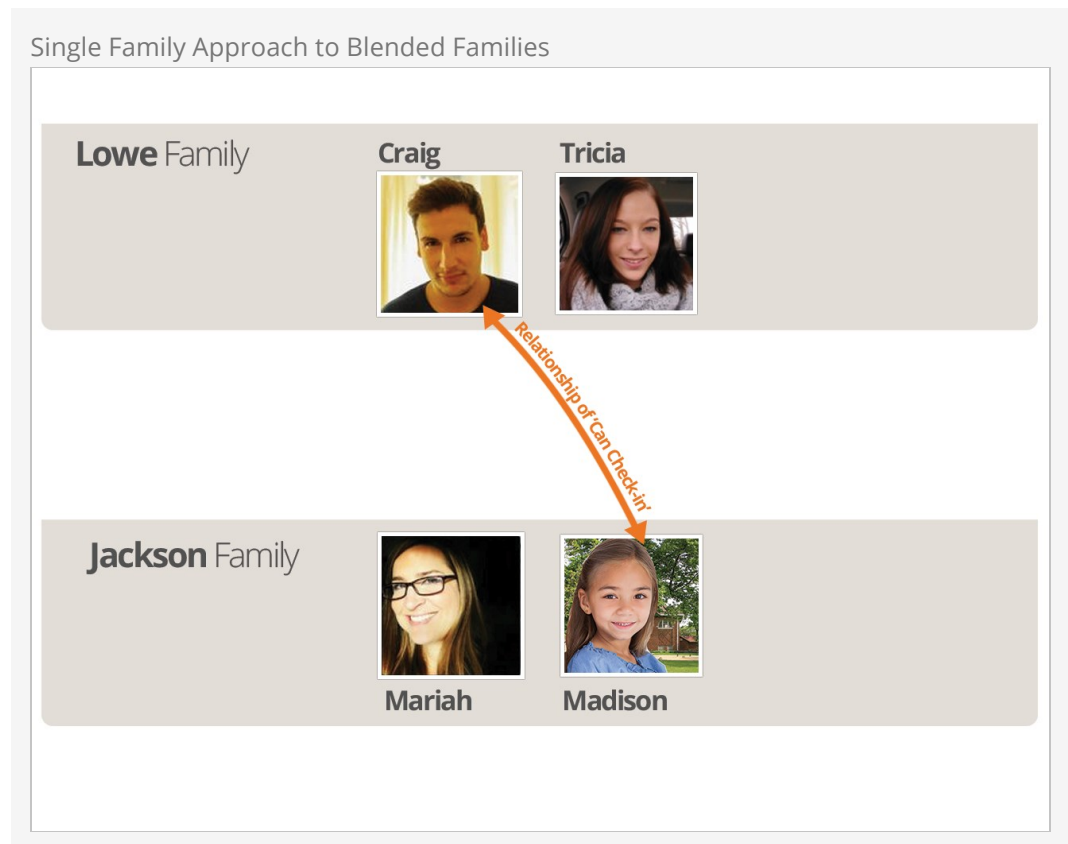 Single Family Approach to Blended Families
Lowe Family
Craig
Tricia
Relationship of 'Can Check-in'
Jackson Family
Mariah
Madison